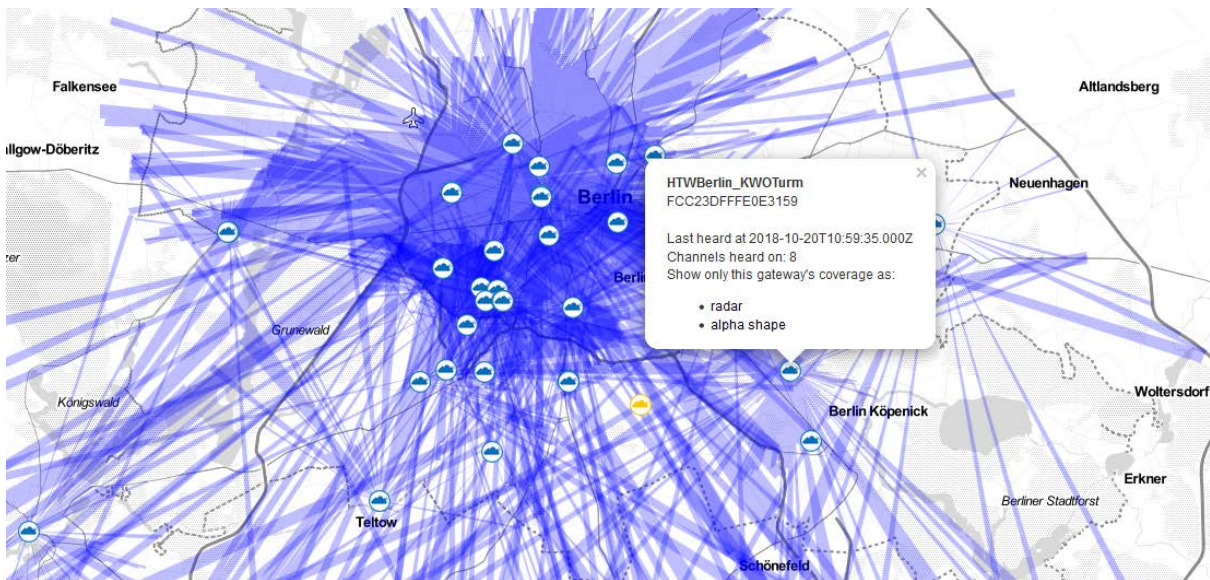 Falkensee
Altlandsberg
allgow-Döberitz
HTWBerlin_KWOTurm
×
Neuenhagen
Berlin
FCC23DFFFE0E3159
Last heard at 2018-10-20T10:59:35.000Z
Channels heard on: 8
Berlin
Show only this gateway's coverage as:
• radar
• alpha shape
Grunewald
Königswald
Woltersdorf
Berlin Köpenick
Erkner
Berliner Stadtforst
Teltow
Schönefeld